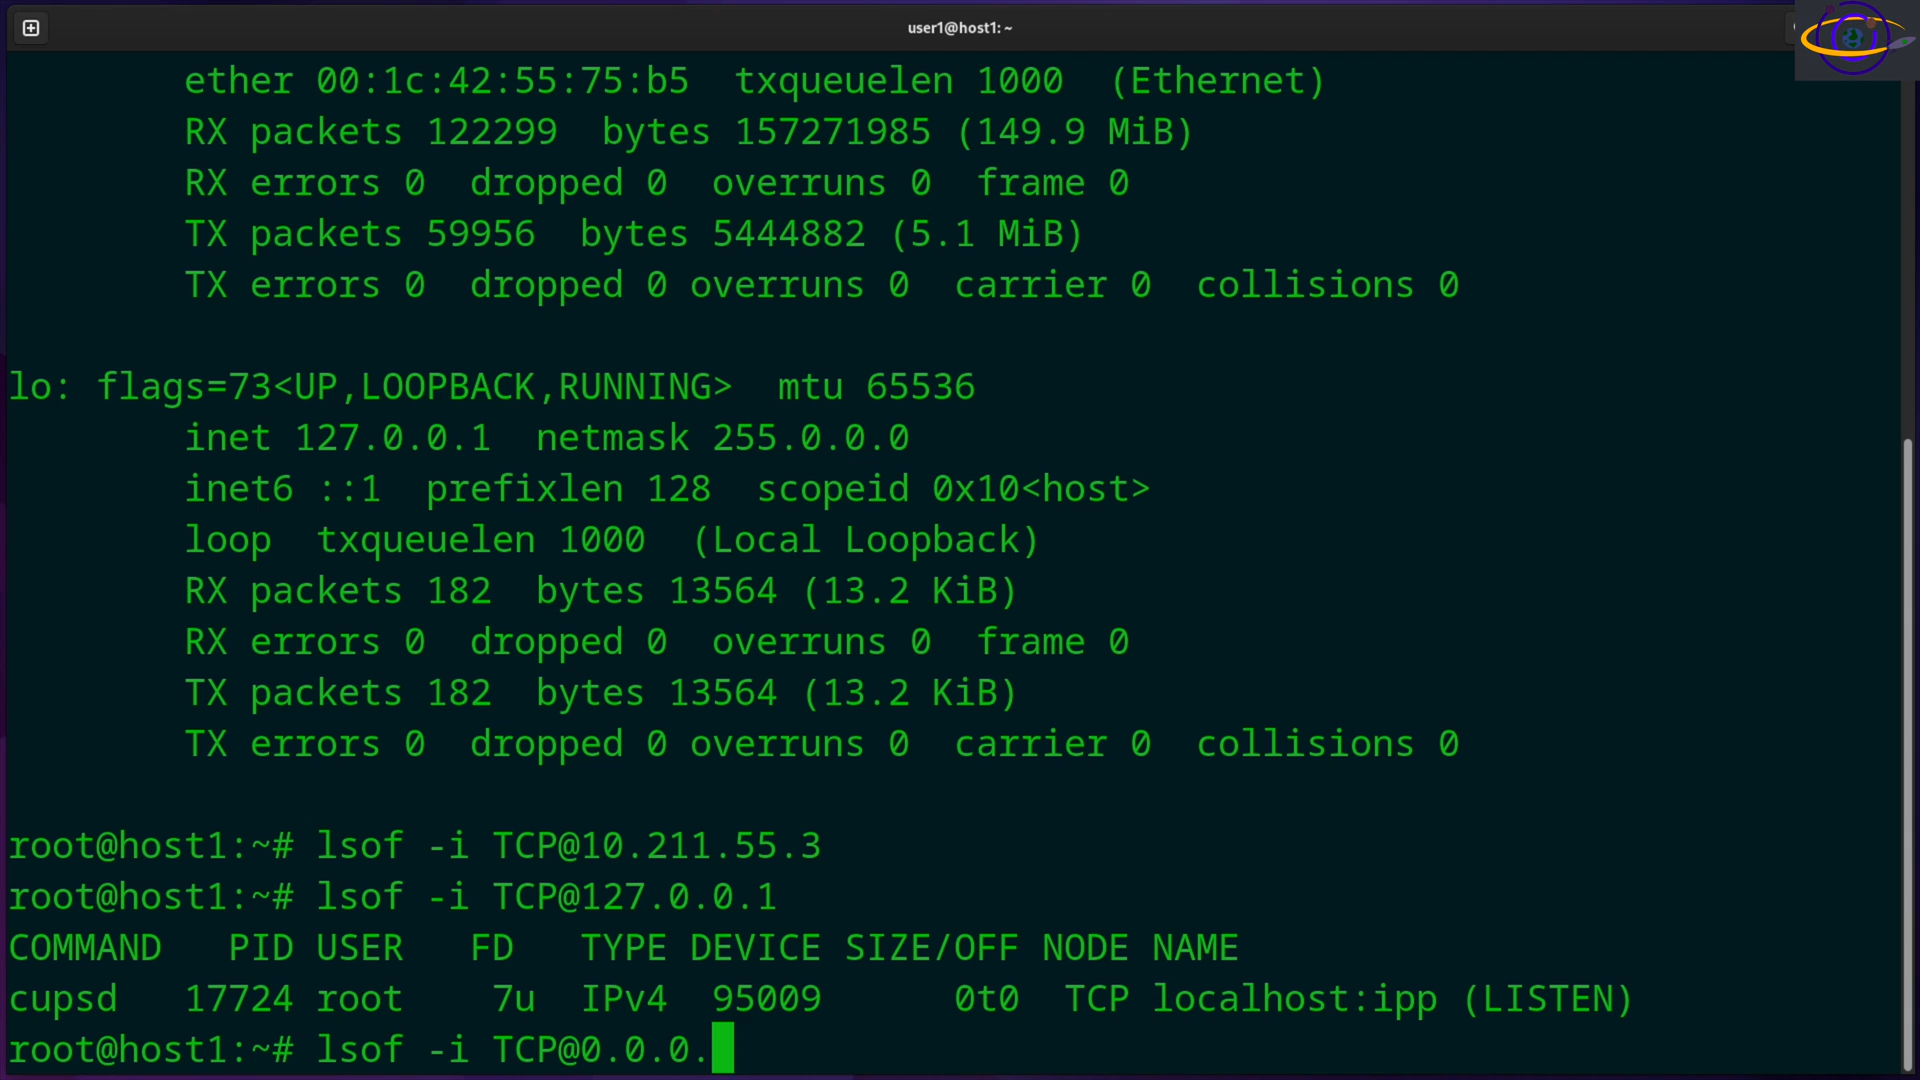 user1@host1: ~
ether 00:1c:42:55:75:b5  txqueuelen 1000  (Ethernet)
RX packets 122299  bytes 157271985 (149.9 MiB)
RX errors 0  dropped 0  overruns 0  frame 0
TX packets 59956  bytes 5444882 (5.1 MiB)
TX errors 0  dropped 0 overruns 0  carrier 0  collisions 0
lo: flags=73<UP,LOOPBACK,RUNNING>  mtu 65536
inet 127.0.0.1  netmask 255.0.0.0
inet6 ::1  prefixlen 128  scopeid 0x10<host>
loop  txqueuelen 1000  (Local Loopback)
RX packets 182  bytes 13564 (13.2 KiB)
RX errors 0  dropped 0  overruns 0  frame 0
TX packets 182  bytes 13564 (13.2 KiB)
TX errors 0  dropped 0 overruns 0  carrier 0  collisions 0
root@host1:~# lsof -i TCP@10.211.55.3
root@host1:~# lsof -i TCP@127.0.0.1
COMMAND   PID USER   FD   TYPE DEVICE SIZE/OFF NODE NAME
cupsd   17724 root    7u  IPv4  95009      0t0  TCP localhost:ipp (LISTEN)
root@host1:~# lsof -i TCP@0.0.0.